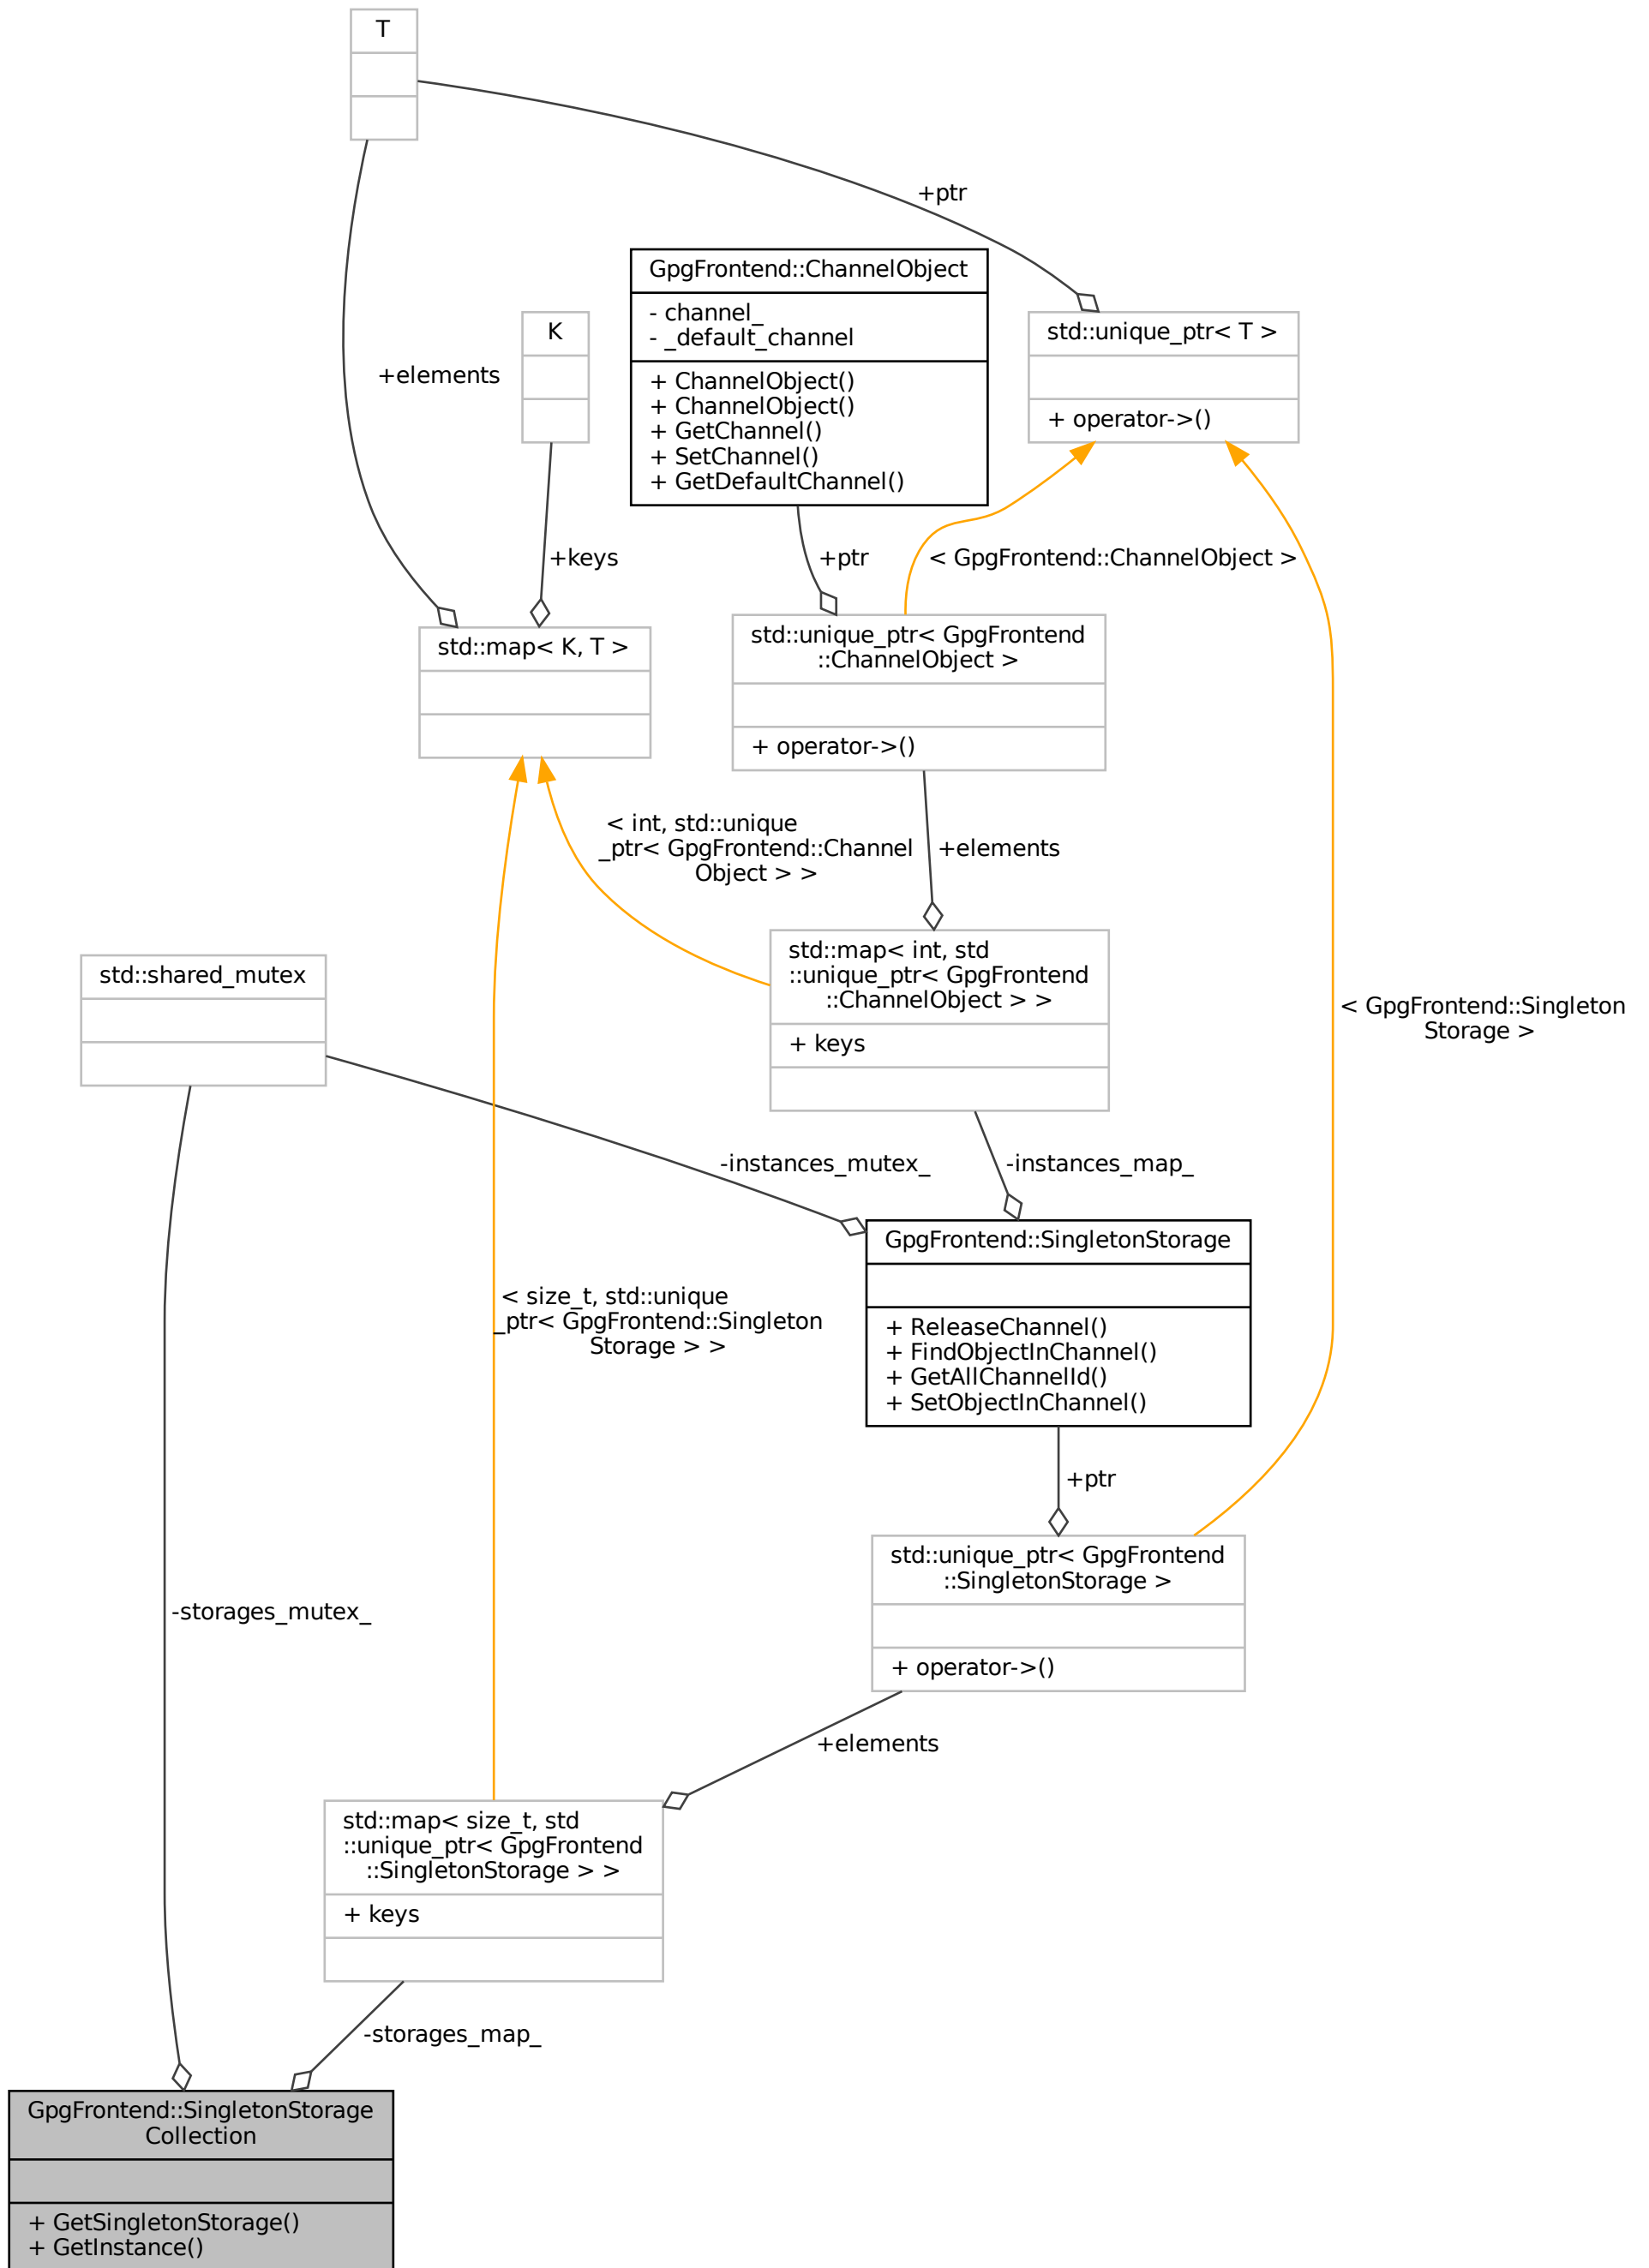 T
+ptr
GpgFrontend::ChannelObject
- channel_
- _default_channel
+ ChannelObject()
+ ChannelObject()
+ GetChannel()
+ SetChannel()
+ GetDefaultChannel()
K
std::unique_ptr< T >
+ operator->()
+elements
+keys
+ptr
< GpgFrontend::ChannelObject >
std::map< K, T >
std::unique_ptr< GpgFrontend
::ChannelObject >
+ operator->()
< int, std::unique
_ptr< GpgFrontend::Channel
Object > >
+elements
std::shared_mutex
std::map< int, std
::unique_ptr< GpgFrontend
::ChannelObject > >
+ keys
< GpgFrontend::Singleton
Storage >
-instances_mutex_
-instances_map_
GpgFrontend::SingletonStorage
+ ReleaseChannel()
+ FindObjectInChannel()
+ GetAllChannelId()
+ SetObjectInChannel()
< size_t, std::unique
_ptr< GpgFrontend::Singleton
Storage > >
+ptr
std::unique_ptr< GpgFrontend
::SingletonStorage >
+ operator->()
-storages_mutex_
+elements
std::map< size_t, std
::unique_ptr< GpgFrontend
::SingletonStorage > >
+ keys
-storages_map_
GpgFrontend::SingletonStorage
Collection
+ GetSingletonStorage()
+ GetInstance()